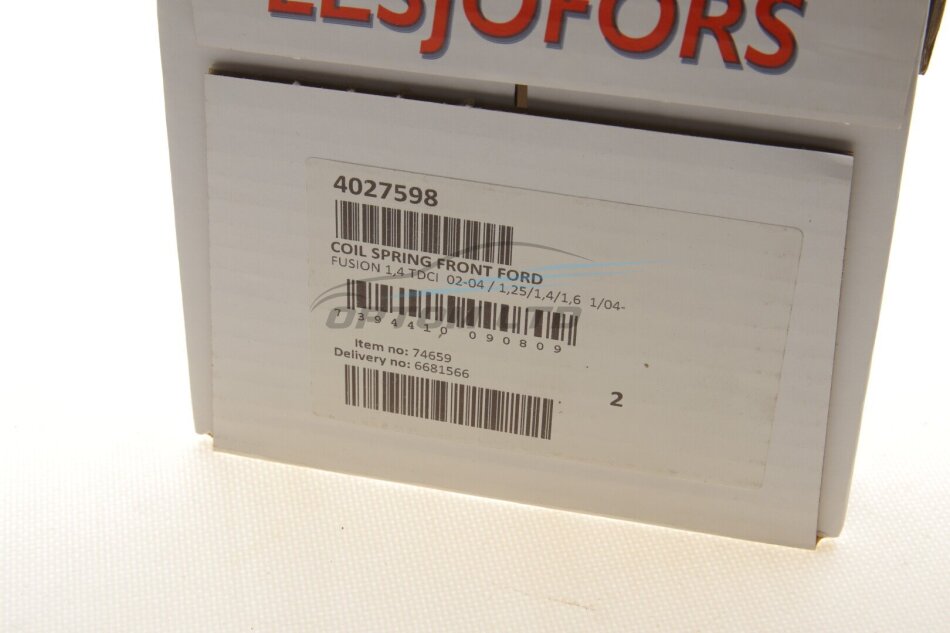 LESJÖFORS
4027598
COIL SPRING FRONT FORD
FUSION 1,4 TDCI 02-04 / 1,25/1,4/1,6 1/04-
7 394410 090809
Item no: 74659
Delivery no: 6681566
2